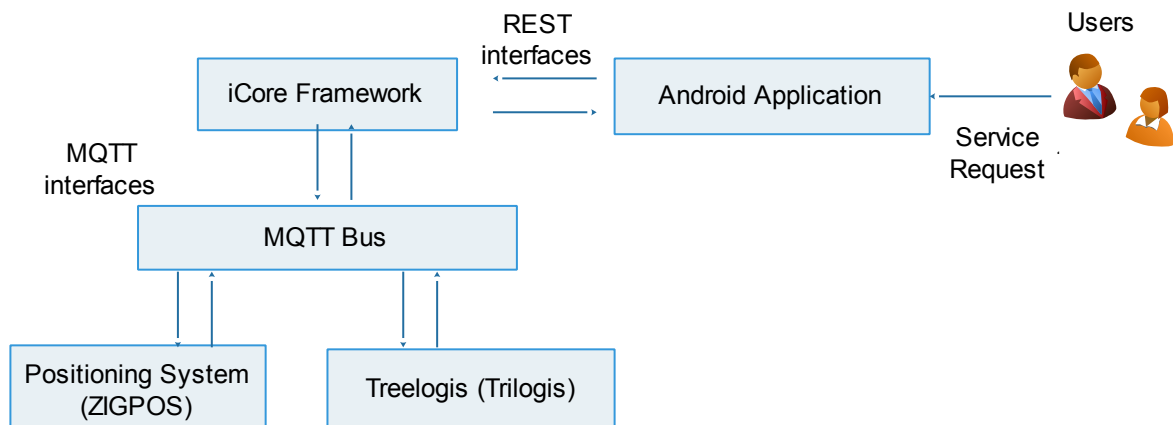 Users
REST
interfaces
iCore Framework
Android Application
Service
Request
MQTT
interfaces
MQTT Bus
Positioning System
(ZIGPOS)
Treelogis (Trilogis)